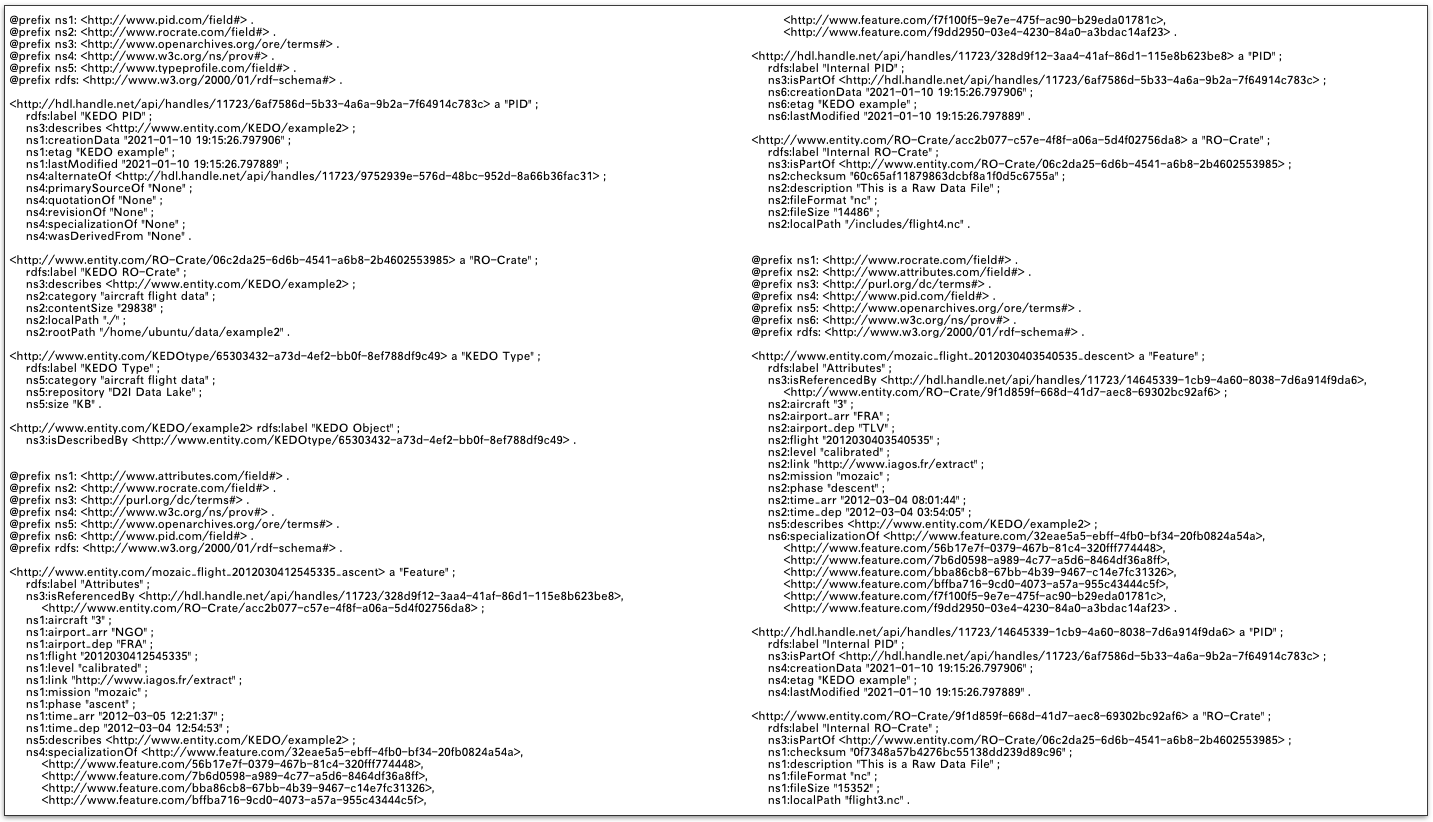 @prefix ns1: <http://www.pid.com/field#> .
@prefix ns2: <http://www.rocrate.com/field#> .
@prefix ns3: <http://www.openarchives.org/ore/terms#> .
@prefix ns4: <http://www.w3c.org/ns/prov#> .
@prefix ns5: <http://www.typeprofile.com/field#> .
@prefix rdfs: <http://www.w3.org/2000/01/rdf-schema#> .

<http://hdl.handle.net/api/handles/11723/6af7586d-5b33-4a6a-9b2a-7f64914c783c> a "PID" ;
rdfs:label "KEDO PID" ;
ns3:describes <http://www.entity.com/KEDO/example2> ;
ns1:creationData "2021-01-10 19:15:26.797906" ;
ns1:etag "KEDO example" ;
ns1:lastModified "2021-01-10 19:15:26.797889" ;
ns4:alternateOf <http://hdl.handle.net/api/handles/11723/9752939e-576d-48bc-952d-8a66b36fac31> ;
ns4:primarySourceOf "None" ;
ns4:quotationOf "None" ;
ns4:revisionOf "None" ;
ns4:specializationOf "None" ;
ns4:wasDerivedFrom "None" .

<http://www.entity.com/RO-Crate/06c2da25-6d6b-4541-a6b8-2b4602553985> a "RO-Crate" ;
rdfs:label "KEDO RO-Crate" ;
ns3:describes <http://www.entity.com/KEDO/example2> ;
ns2:category "aircraft flight data" ;
ns2:contentSize "29838" ;
ns2:localPath "./" ;
ns2:rootPath "/home/ubuntu/data/example2" .

<http://www.entity.com/KEDOtype/65303432-a73d-4ef2-bb0f-8ef788df9c49> a "KEDO Type" ;
rdfs:label "KEDO Type" ;
ns5:category "aircraft flight data" ;
ns5:repository "D2I Data Lake" ;
ns5:size "KB" .

<http://www.entity.com/KEDO/example2> rdfs:label "KEDO Object" ;
ns3:isDescribedBy <http://www.entity.com/KEDOtype/65303432-a73d-4ef2-bb0f-8ef788df9c49> .

@prefix ns1: <http://www.attributes.com/field#> .
@prefix ns2: <http://www.rocrate.com/field#> .
@prefix ns3: <http://purl.org/dc/terms#> .
@prefix ns4: <http://www.w3c.org/ns/prov#> .
@prefix ns5: <http://www.openarchives.org/ore/terms#> .
@prefix ns6: <http://www.pid.com/field#> .
@prefix rdfs: <http://www.w3.org/2000/01/rdf-schema#> .

<http://www.entity.com/mozaic_flight_2012030412545335_ascent> a "Feature" ;
rdfs:label "Attributes" ;
ns3:isReferencedBy <http://hdl.handle.net/api/handles/11723/328d9f12-3aa4-41af-86d1-115e8b623be8>,
<http://www.entity.com/RO-Crate/acc2b077-c57e-4f8f-a06a-5d4f02756da8> ;
ns1:aircraft "3" ;
ns1:airport_arr "NGO" ;
ns1:airport_dep "FRA" ;
ns1:flight "2012030412545335" ;
ns1:level "calibrated" ;
ns1:link "http://www.iagos.fr/extract" ;
ns1:mission "mozaic" ;
ns1:phase "ascent" ;
ns1:time_arr "2012-03-05 12:21:37" ;
ns1:time_dep "2012-03-04 12:54:53" ;
ns5:describes <http://www.entity.com/KEDO/example2> ;
ns4:specializationOf <http://www.feature.com/32eae5a5-ebff-4fb0-bf34-20fb0824a54a>,
<http://www.feature.com/56b17e7f-0379-467b-81c4-320fff774448>,
<http://www.feature.com/7b6d0598-a989-4c77-a5d6-8464df36a8ff>,
<http://www.feature.com/bba86cb8-67bb-4b39-9467-c14e7fc31326>,
<http://www.feature.com/bffba716-9cd0-4073-a57a-955c43444c5f>,
<http://www.feature.com/f7f100f5-9e7e-475f-ac90-b29eda01781c>,
<http://www.feature.com/f9dd2950-03e4-4230-84a0-a3bdac14af23> .

<http://hdl.handle.net/api/handles/11723/328d9f12-3aa4-41af-86d1-115e8b623be8> a "PID" ;
rdfs:label "Internal PID" ;
ns3:isPartOf <http://hdl.handle.net/api/handles/11723/6af7586d-5b33-4a6a-9b2a-7f64914c783c> ;
ns6:creationData "2021-01-10 19:15:26.797906" ;
ns6:etag "KEDO example" ;
ns6:lastModified "2021-01-10 19:15:26.797889" .

<http://www.entity.com/RO-Crate/acc2b077-c57e-4f8f-a06a-5d4f02756da8> a "RO-Crate" ;
rdfs:label "Internal RO-Crate" ;
ns3:isPartOf <http://www.entity.com/RO-Crate/06c2da25-6d6b-4541-a6b8-2b4602553985> ;
ns2:checksum "60c65af11879863dcbf8a1f0d5c6755a" ;
ns2:description "This is a Raw Data File" ;
ns2:fileFormat "nc" ;
ns2:fileSize "14486" ;
ns2:localPath "/includes/flight4.nc" .

@prefix ns1: <http://www.rocrate.com/field#> .
@prefix ns2: <http://www.attributes.com/field#> .
@prefix ns3: <http://purl.org/dc/terms#> .
@prefix ns4: <http://www.pid.com/field#> .
@prefix ns5: <http://www.openarchives.org/ore/terms#> .
@prefix ns6: <http://www.w3c.org/ns/prov#> .
@prefix rdfs: <http://www.w3.org/2000/01/rdf-schema#> .

<http://www.entity.com/mozaic_flight_2012030403540535_descent> a "Feature" ;
rdfs:label "Attributes" ;
ns3:isReferencedBy <http://hdl.handle.net/api/handles/11723/14645339-1cb9-4a60-8038-7d6a914f9da6>,
<http://www.entity.com/RO-Crate/9f1d859f-668d-41d7-aec8-69302bc92af6> ;
ns2:aircraft "3" ;
ns2:airport_arr "FRA" ;
ns2:airport_dep "TLV" ;
ns2:flight "2012030403540535" ;
ns2:level "calibrated" ;
ns2:link "http://www.iagos.fr/extract" ;
ns2:mission "mozaic" ;
ns2:phase "descent" ;
ns2:time_arr "2012-03-04 08:01:44" ;
ns2:time_dep "2012-03-04 03:54:05" ;
ns5:describes <http://www.entity.com/KEDO/example2> ;
ns6:specializationOf <http://www.feature.com/32eae5a5-ebff-4fb0-bf34-20fb0824a54a>,
<http://www.feature.com/56b17e7f-0379-467b-81c4-320fff774448>,
<http://www.feature.com/7b6d0598-a989-4c77-a5d6-8464df36a8ff>,
<http://www.feature.com/bba86cb8-67bb-4b39-9467-c14e7fc31326>,
<http://www.feature.com/bffba716-9cd0-4073-a57a-955c43444c5f>,
<http://www.feature.com/f7f100f5-9e7e-475f-ac90-b29eda01781c>,
<http://www.feature.com/f9dd2950-03e4-4230-84a0-a3bdac14af23> .

<http://hdl.handle.net/api/handles/11723/14645339-1cb9-4a60-8038-7d6a914f9da6> a "PID" ;
rdfs:label "Internal PID" ;
ns3:isPartOf <http://hdl.handle.net/api/handles/11723/6af7586d-5b33-4a6a-9b2a-7f64914c783c> ;
ns4:creationData "2021-01-10 19:15:26.797906" ;
ns4:etag "KEDO example" ;
ns4:lastModified "2021-01-10 19:15:26.797889" .

<http://www.entity.com/RO-Crate/9f1d859f-668d-41d7-aec8-69302bc92af6> a "RO-Crate" ;
rdfs:label "Internal RO-Crate" ;
ns3:isPartOf <http://www.entity.com/RO-Crate/06c2da25-6d6b-4541-a6b8-2b4602553985> ;
ns1:checksum "0f7348a57b4276bc55138dd239d89c96" ;
ns1:description "This is a Raw Data File" ;
ns1:fileFormat "nc" ;
ns1:fileSize "15352" ;
ns1:localPath "flight3.nc" .